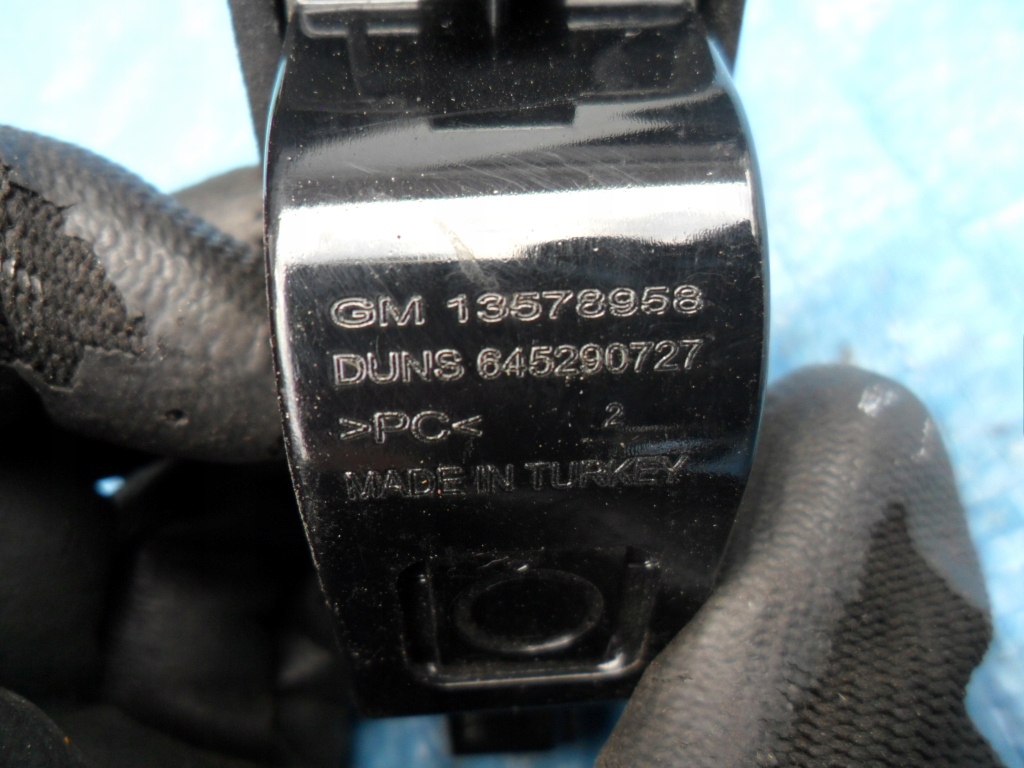 GM 13578958
DUNS 645290727
>PC< 2
MADE IN TURKEY